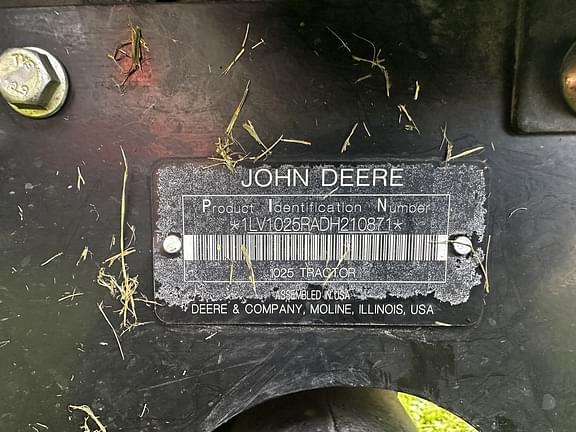 JOHN DEERE
Product Identification Number
*1LV1025RADH210871*
1025 TRACTOR
ASSEMBLED IN USA
DEERE & COMPANY, MOLINE, ILLINOIS, USA